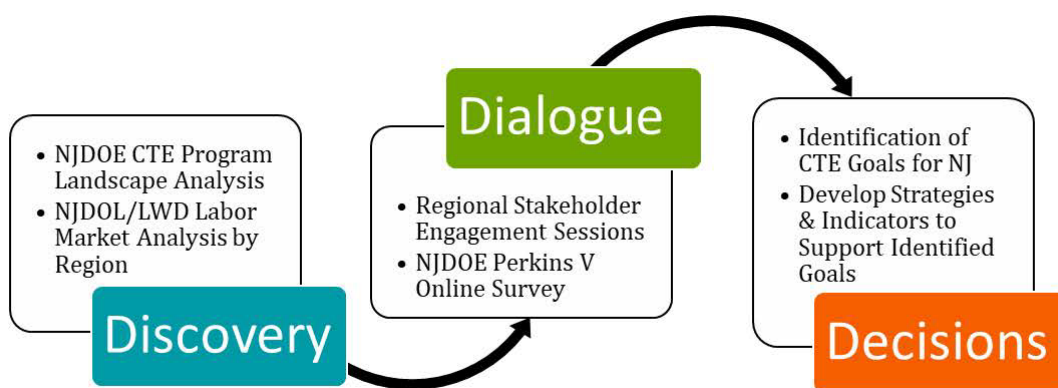 • NJDOE CTE Program
Landscape Analysis
• NJDOL/LWD Labor
Market Analysis by
Region
Discovery
Dialogue
• Regional Stakeholder
Engagement Sessions
• NJDOE Perkins V
Online Survey
• Identification of
CTE Goals for NJ
• Develop Strategies
& Indicators to
Support Identified
Goals
Decisions